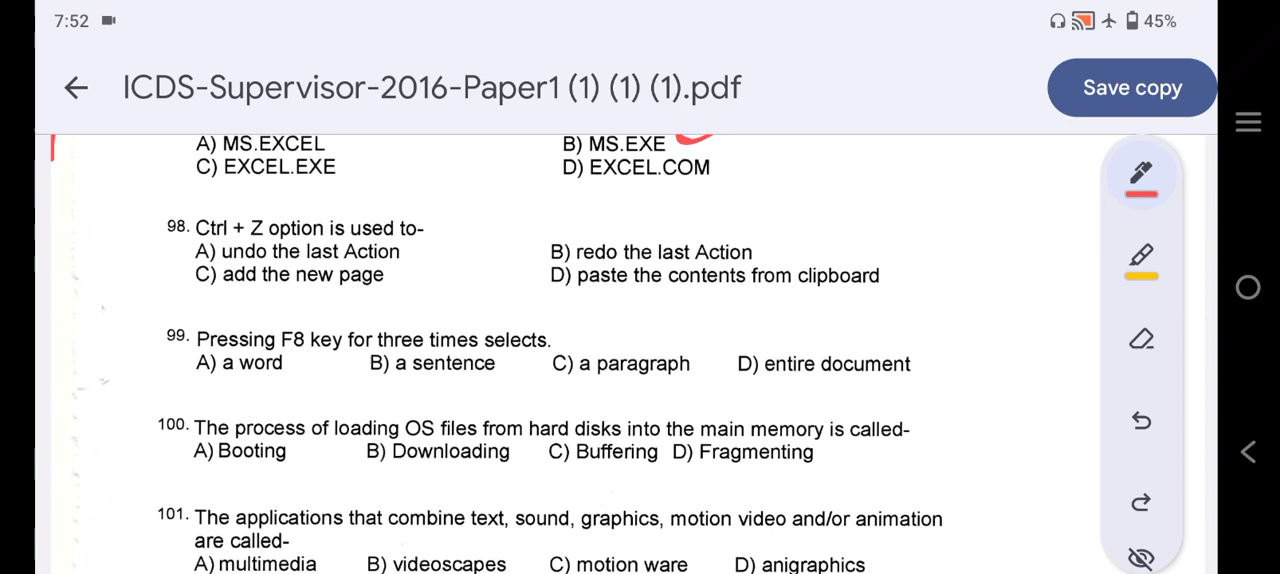 7:52 45%
ICDS-Supervisor-2016-Paper1 (1) (1) (1).pdf Save copy
A) MS.EXCEL B) MS.EXE
C) EXCEL.EXE D) EXCEL.COM
98. Ctrl + Z option is used to-
A) undo the last Action B) redo the last Action
C) add the new page D) paste the contents from clipboard
99. Pressing F8 key for three times selects.
A) a word B) a sentence C) a paragraph D) entire document
100. The process of loading OS files from hard disks into the main memory is called-
A) Booting B) Downloading C) Buffering D) Fragmenting
101. The applications that combine text, sound, graphics, motion video and/or animation
are called-
A) multimedia B) videoscapes C) motion ware D) anigraphics